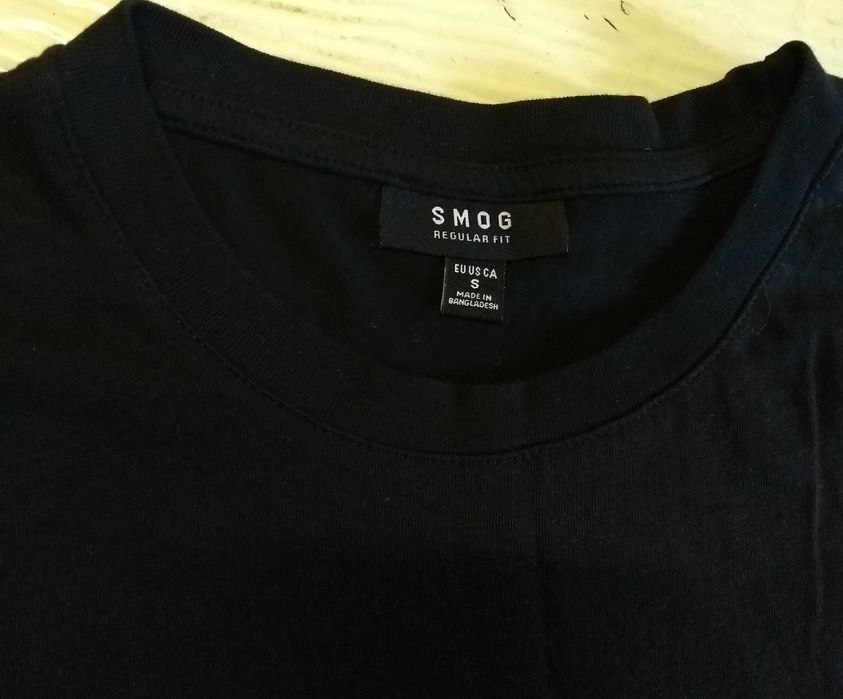 SMOG
REGULAR FIT
EU US CA
S
MADE IN
BANGLADESH